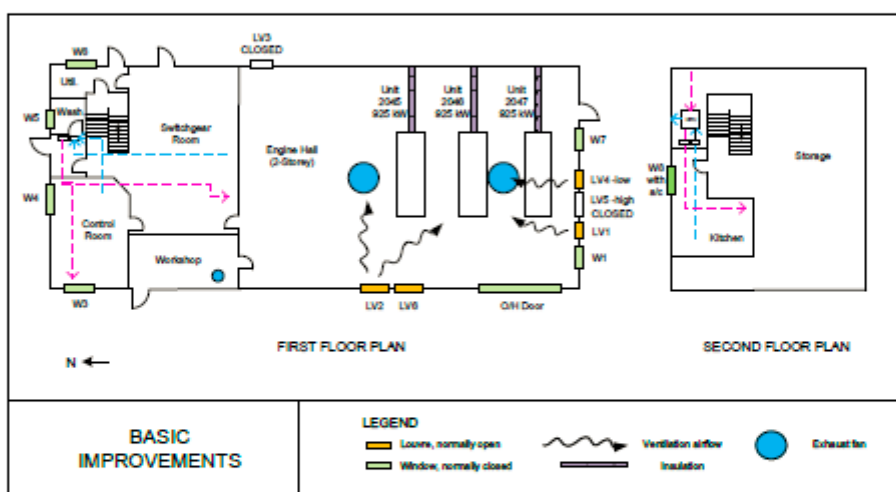 LV3
CLOSED
W6
Util.
W5
Wash.
Switchgear
Room
Engine Hall
(2-Storey)
Unit
2045
925 kW
Unit
2046
925 kW
Unit
2047
925 kW
W7
LV4 -low
LV5 -high
CLOSED
LV1
W1
W4
Control
Room
Workshop
W3
LV2
LV6
O/H Door
Storage
W8
with
a/c
Kitchen
FIRST FLOOR PLAN
SECOND FLOOR PLAN
N
BASIC
IMPROVEMENTS
LEGEND
Louvre, normally open
Ventilation airflow
Exhaust fan
Window, normally closed
Insulation